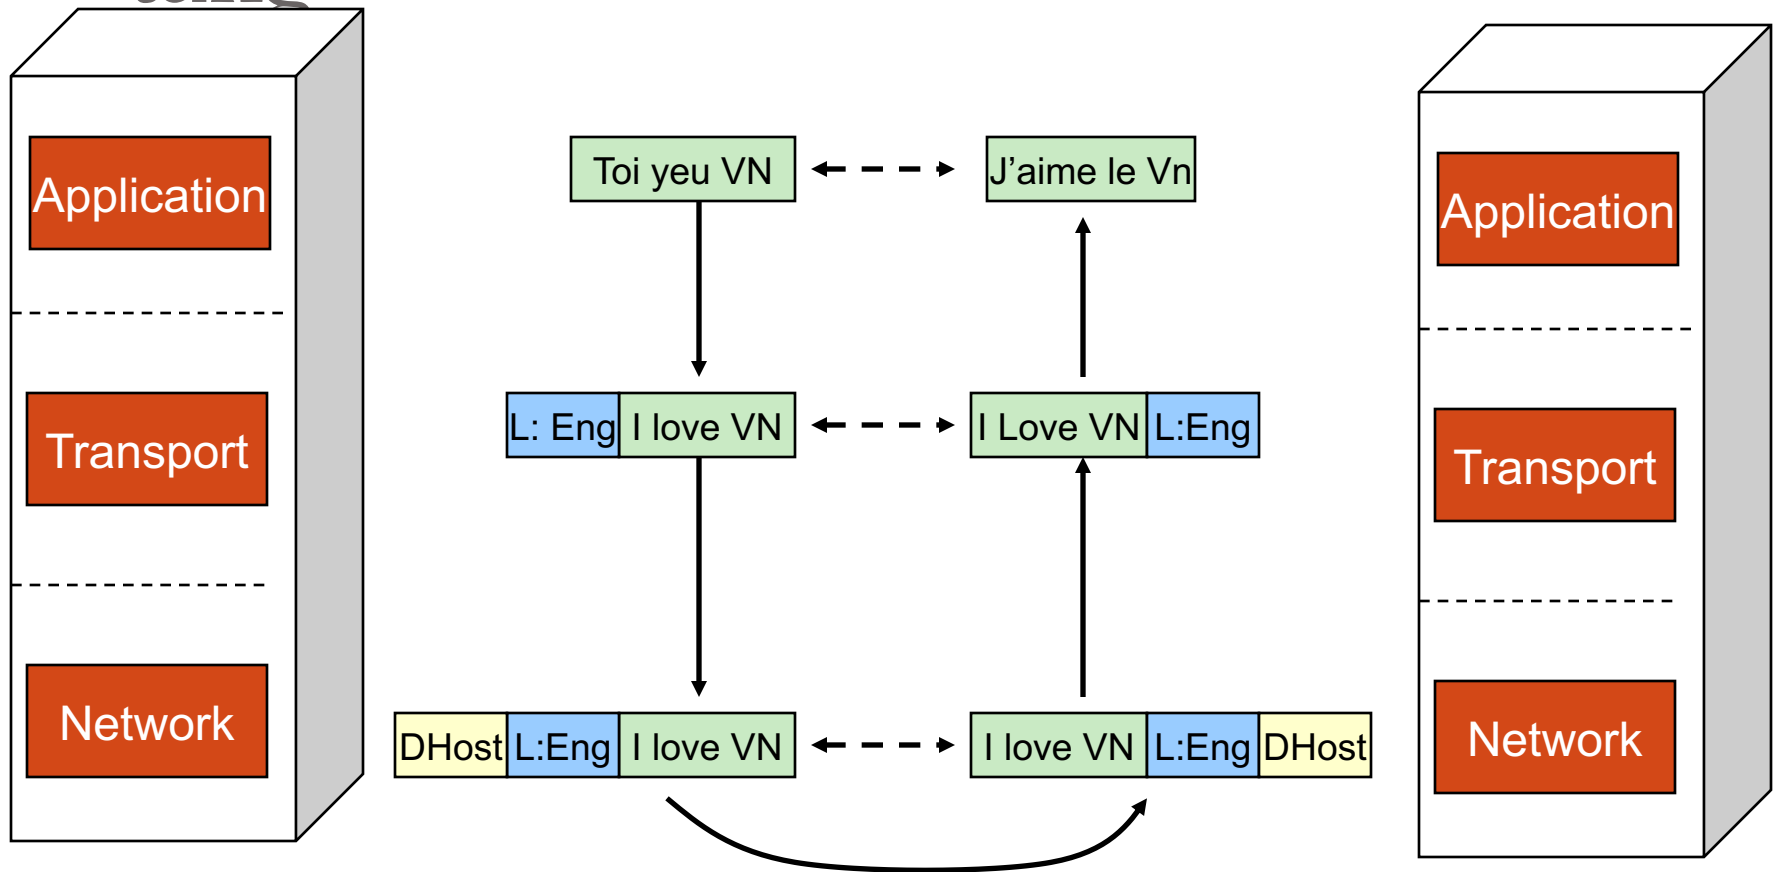 Application
Toi yeu VN
J'aime le Vn
Application
Transport
L: Eng I love VN
I Love VN L:Eng
Transport
Network
DHost L:Eng I love VN
I love VN L:Eng DHost
Network